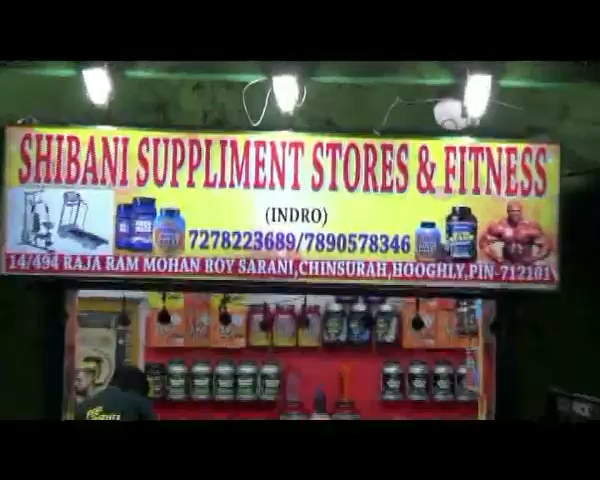 SHIBANI SUPPLIMENT STORES & FITNESS
(INDRO)
7278223689/7890578346
14/494 RAJA RAM MOHAN ROY SARANI,CHINSURAH,HOOGHLY,PIN-712101